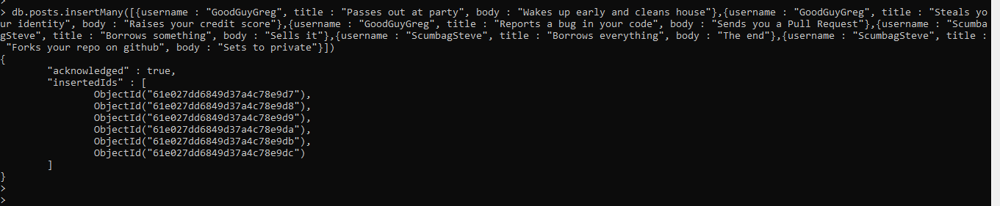 >
> db.posts.insertMany([{username : "GoodGuyGreg", title : "Passes out at party", body : "Wakes up early and cleans house"},{username : "GoodGuyGreg", title : "Steals yo
ur identity", body : "Raises your credit score"},{username : "GoodGuyGreg", title : "Reports a bug in your code", body : "Sends you a Pull Request"},{username : "Scumba
gSteve", title : "Borrows something", body : "Sells it"},{username : "ScumbagSteve", title : "Borrows everything", body : "The end"},{username : "ScumbagSteve", title :
 "Forks your repo on github", body : "Sets to private"}])
{
        "acknowledged" : true,
        "insertedIds" : [
                ObjectId("61e027dd6849d37a4c78e9d7"),
                ObjectId("61e027dd6849d37a4c78e9d8"),
                ObjectId("61e027dd6849d37a4c78e9d9"),
                ObjectId("61e027dd6849d37a4c78e9da"),
                ObjectId("61e027dd6849d37a4c78e9db"),
                ObjectId("61e027dd6849d37a4c78e9dc")
        ]
}
>
>